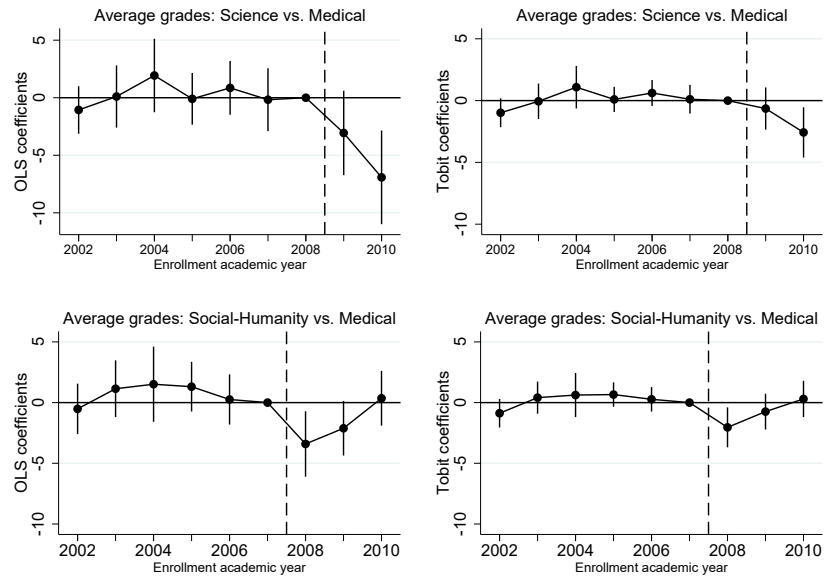 Average grades: Science vs. Medical
OLS coefficients
5
0
-5
-10
2002 2004 2006 2008 2010
Enrollment academic year
Average grades: Science vs. Medical
Tobit coefficients
5
0
-5
-10
2002 2004 2006 2008 2010
Enrollment academic year
Average grades: Social-Humanity vs. Medical
OLS coefficients
5
0
-5
-10
2002 2004 2006 2008 2010
Enrollment academic year
Average grades: Social-Humanity vs. Medical
Tobit coefficients
5
0
-5
-10
2002 2004 2006 2008 2010
Enrollment academic year